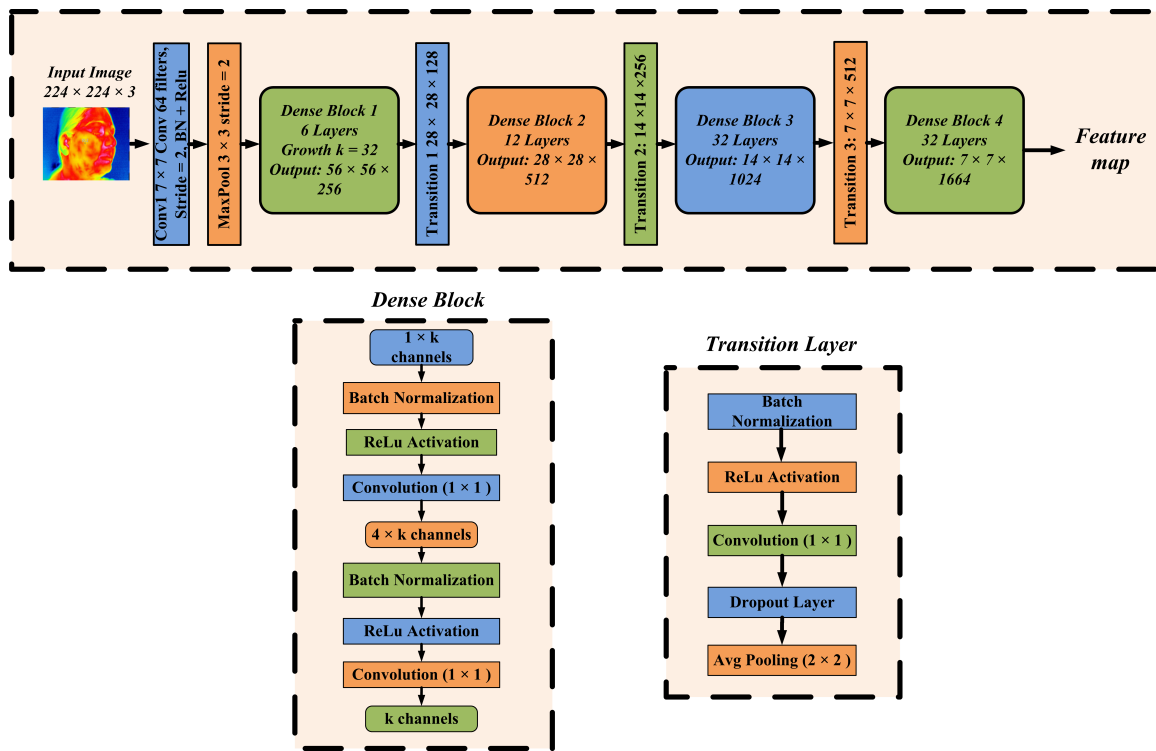 Input Image
224 × 224 × 3
Conv1 7 × 7 Conv 64 filters,
Stride = 2, BN + Relu
MaxPool 3 × 3 stride = 2
Dense Block 1
6 Layers
Growth k = 32
Output: 56 × 56 ×
256
Transition 1 28 × 28 × 128
Dense Block 2
12 Layers
Output: 28 × 28 ×
512
Transition 2: 14 ×14 ×256
Dense Block 3
32 Layers
Output: 14 × 14 ×
1024
Transition 3: 7 × 7 × 512
Dense Block 4
32 Layers
Output: 7 × 7 ×
1664
Feature
map
Dense Block
1 × k
channels
Batch Normalization
ReLu Activation
Convolution (1 × 1 )
4 × k channels
Batch Normalization
ReLu Activation
Convolution (1 × 1 )
k channels
Transition Layer
Batch
Normalization
ReLu Activation
Convolution (1 × 1 )
Dropout Layer
Avg Pooling (2 × 2 )